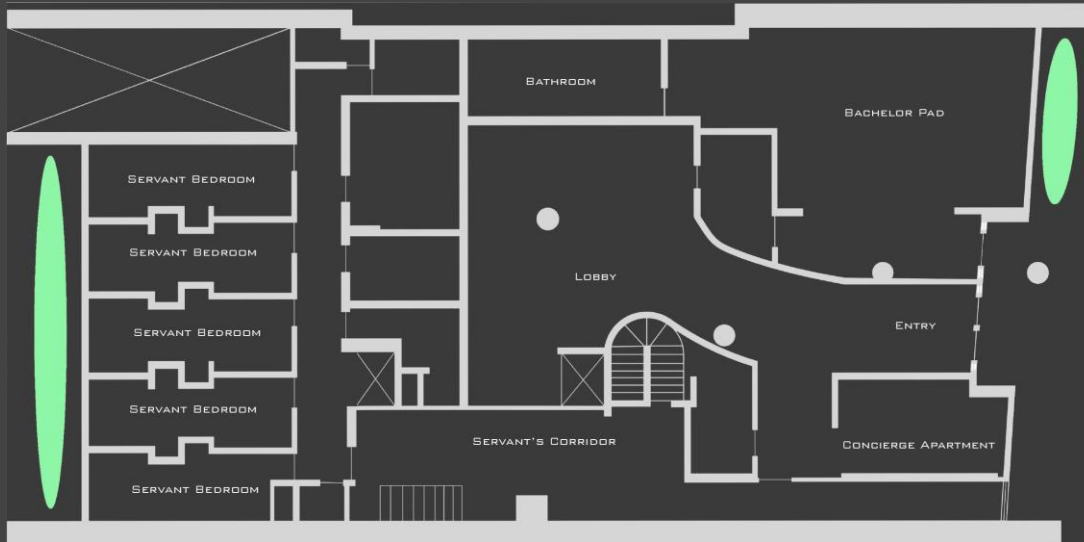 Bathroom
Bachelor Pad
Servant Bedroom
Servant Bedroom
Lobby
Entry
Servant Bedroom
Servant Bedroom
Servant's Corridor
Concierge Apartment
Servant Bedroom